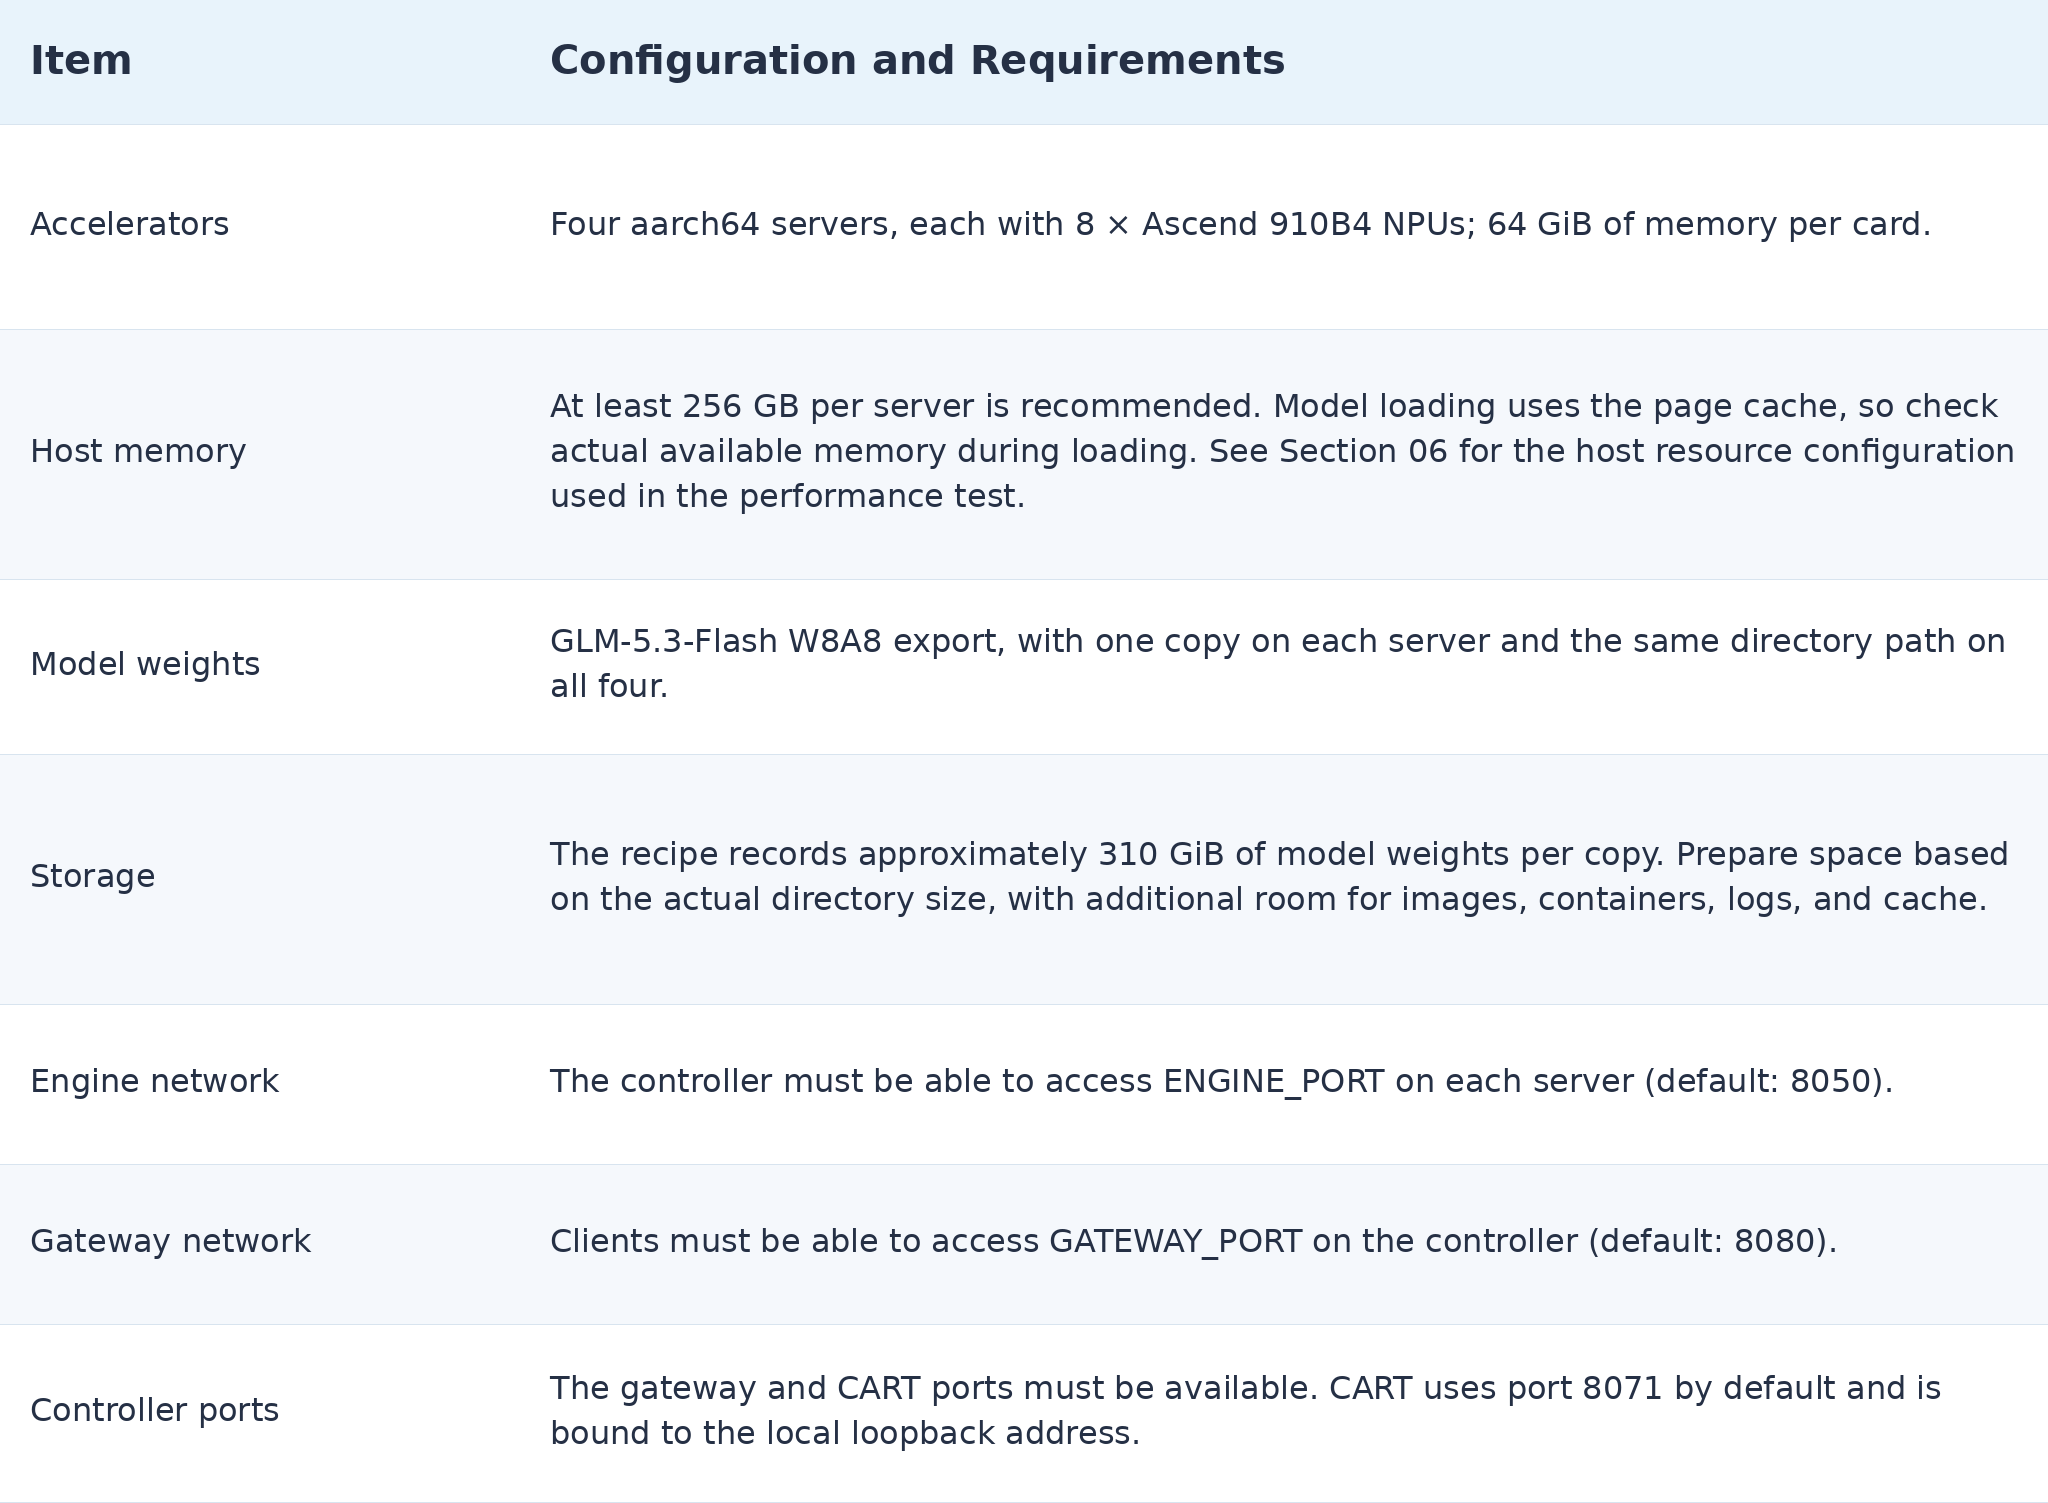 Item
Configuration and Requirements
Accelerators
Four aarch64 servers, each with 8 × Ascend 910B4 NPUs; 64 GiB of memory per card.
Host memory
At least 256 GB per server is recommended. Model loading uses the page cache, so check
actual available memory during loading. See Section 06 for the host resource configuration
used in the performance test.
Model weights
GLM-5.3-Flash W8A8 export, with one copy on each server and the same directory path on
all four.
Storage
The recipe records approximately 310 GiB of model weights per copy. Prepare space based
on the actual directory size, with additional room for images, containers, logs, and cache.
Engine network
The controller must be able to access ENGINE_PORT on each server (default: 8050).
Gateway network
Clients must be able to access GATEWAY_PORT on the controller (default: 8080).
Controller ports
The gateway and CART ports must be available. CART uses port 8071 by default and is
bound to the local loopback address.